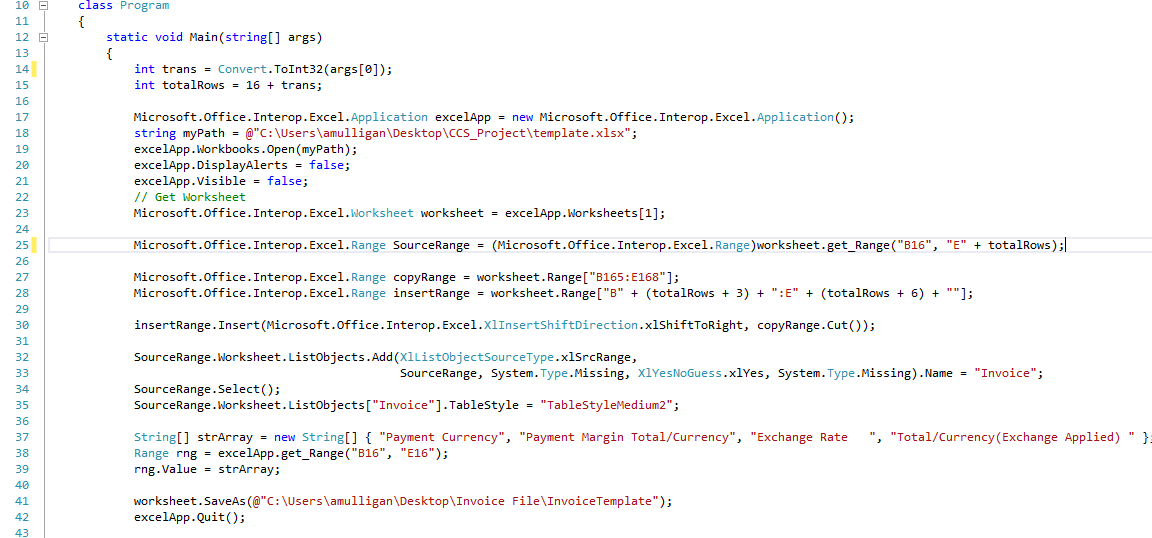 10 class Program
11 {
12 static void Main(string[] args)
13 {
14 int trans = Convert.ToInt32(args[0]);
15 int totalRows = 16 + trans;
16
17 Microsoft.Office.Interop.Excel.Application excelApp = new Microsoft.Office.Interop.Excel.Application();
18 string myPath = @"C:\Users\amulligan\Desktop\CCS_Project\template.xlsx";
19 excelApp.Workbooks.Open(myPath);
20 excelApp.DisplayAlerts = false;
21 excelApp.Visible = false;
22 // Get Worksheet
23 Microsoft.Office.Interop.Excel.Worksheet worksheet = excelApp.Worksheets[1];
24
25 Microsoft.Office.Interop.Excel.Range SourceRange = (Microsoft.Office.Interop.Excel.Range)worksheet.get_Range("B16", "E" + totalRows);
26
27 Microsoft.Office.Interop.Excel.Range copyRange = worksheet.Range["B165:E168"];
28 Microsoft.Office.Interop.Excel.Range insertRange = worksheet.Range["B" + (totalRows + 3) + ":E" + (totalRows + 6) + ""];
29
30 insertRange.Insert(Microsoft.Office.Interop.Excel.XlInsertShiftDirection.xlShiftToRight, copyRange.Cut());
31
32 SourceRange.Worksheet.ListObjects.Add(XlListObjectSourceType.xlSrcRange,
33 SourceRange, System.Type.Missing, XlYesNoGuess.xlYes, System.Type.Missing).Name = "Invoice";
34 SourceRange.Select();
35 SourceRange.Worksheet.ListObjects["Invoice"].TableStyle = "TableStyleMedium2";
36
37 String[] strArray = new String[] { "Payment Currency", "Payment Margin Total/Currency", "Exchange Rate   ", "Total/Currency(Exchange Applied) " };
38 Range rng = excelApp.get_Range("B16", "E16");
39 rng.Value = strArray;
40
41 worksheet.SaveAs(@"C:\Users\amulligan\Desktop\Invoice File\InvoiceTemplate");
42 excelApp.Quit();
43